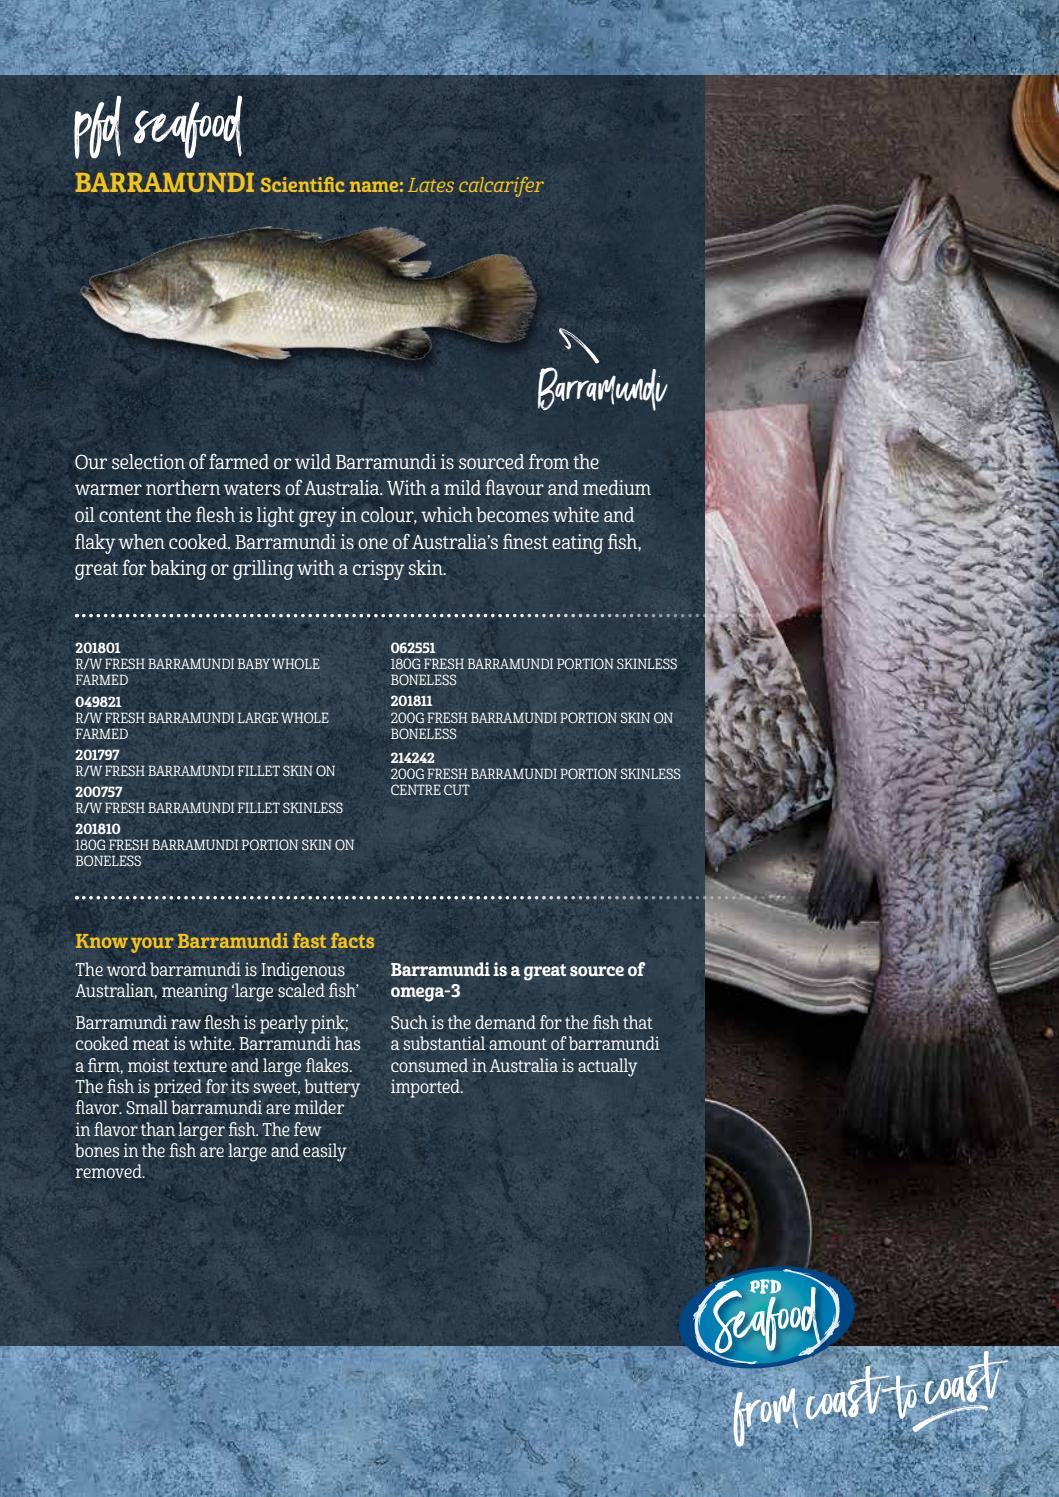 pfd seafood
BARRAMUNDI Scientific name: Lates calcarifer
Barramundi
Our selection of farmed or wild Barramundi is sourced from the
warmer northern waters of Australia. With a mild flavour and medium
oil content the flesh is light grey in colour, which becomes white and
flaky when cooked. Barramundi is one of Australia's finest eating fish,
great for baking or grilling with a crispy skin.
201801
R/W FRESH BARRAMUNDI BABY WHOLE
FARMED
049821
R/W FRESH BARRAMUNDI LARGE WHOLE
FARMED
201797
R/W FRESH BARRAMUNDI FILLET SKIN ON
200757
R/W FRESH BARRAMUNDI FILLET SKINLESS
201810
180G FRESH BARRAMUNDI PORTION SKIN ON
BONELESS
062551
180G FRESH BARRAMUNDI PORTION SKINLESS
BONELESS
201811
200G FRESH BARRAMUNDI PORTION SKIN ON
BONELESS
214242
200G FRESH BARRAMUNDI PORTION SKINLESS
CENTRE CUT
Know your Barramundi fast facts
The word barramundi is Indigenous
Australian, meaning 'large scaled fish'
Barramundi raw flesh is pearly pink;
cooked meat is white. Barramundi has
a firm, moist texture and large flakes.
The fish is prized for its sweet, buttery
flavor. Small barramundi are milder
in flavor than larger fish. The few
bones in the fish are large and easily
removed.
Barramundi is a great source of
omega-3
Such is the demand for the fish that
a substantial amount of barramundi
consumed in Australia is actually
imported.
PFD
Seafood
from coast to coast